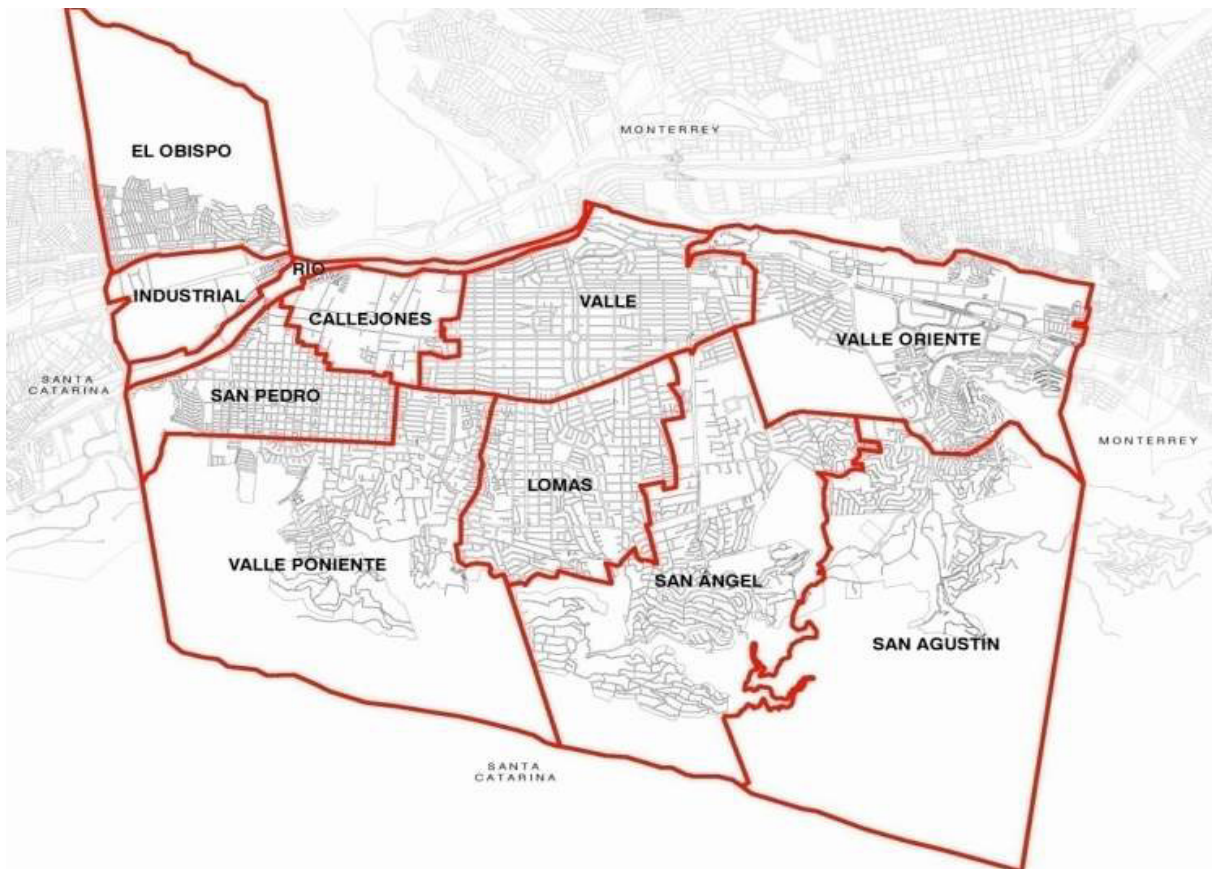 MONTERREY
EL OBISPO
RIO
INDUSTRIAL
CALLEJONES
VALLE
VALLE ORIENTE
SANTA
CATARINA
SAN PEDRO
MONTERREY
LOMAS
VALLE PONIENTE
SAN ÁNGEL
SAN AGUSTÍN
SANTA
CATARINA